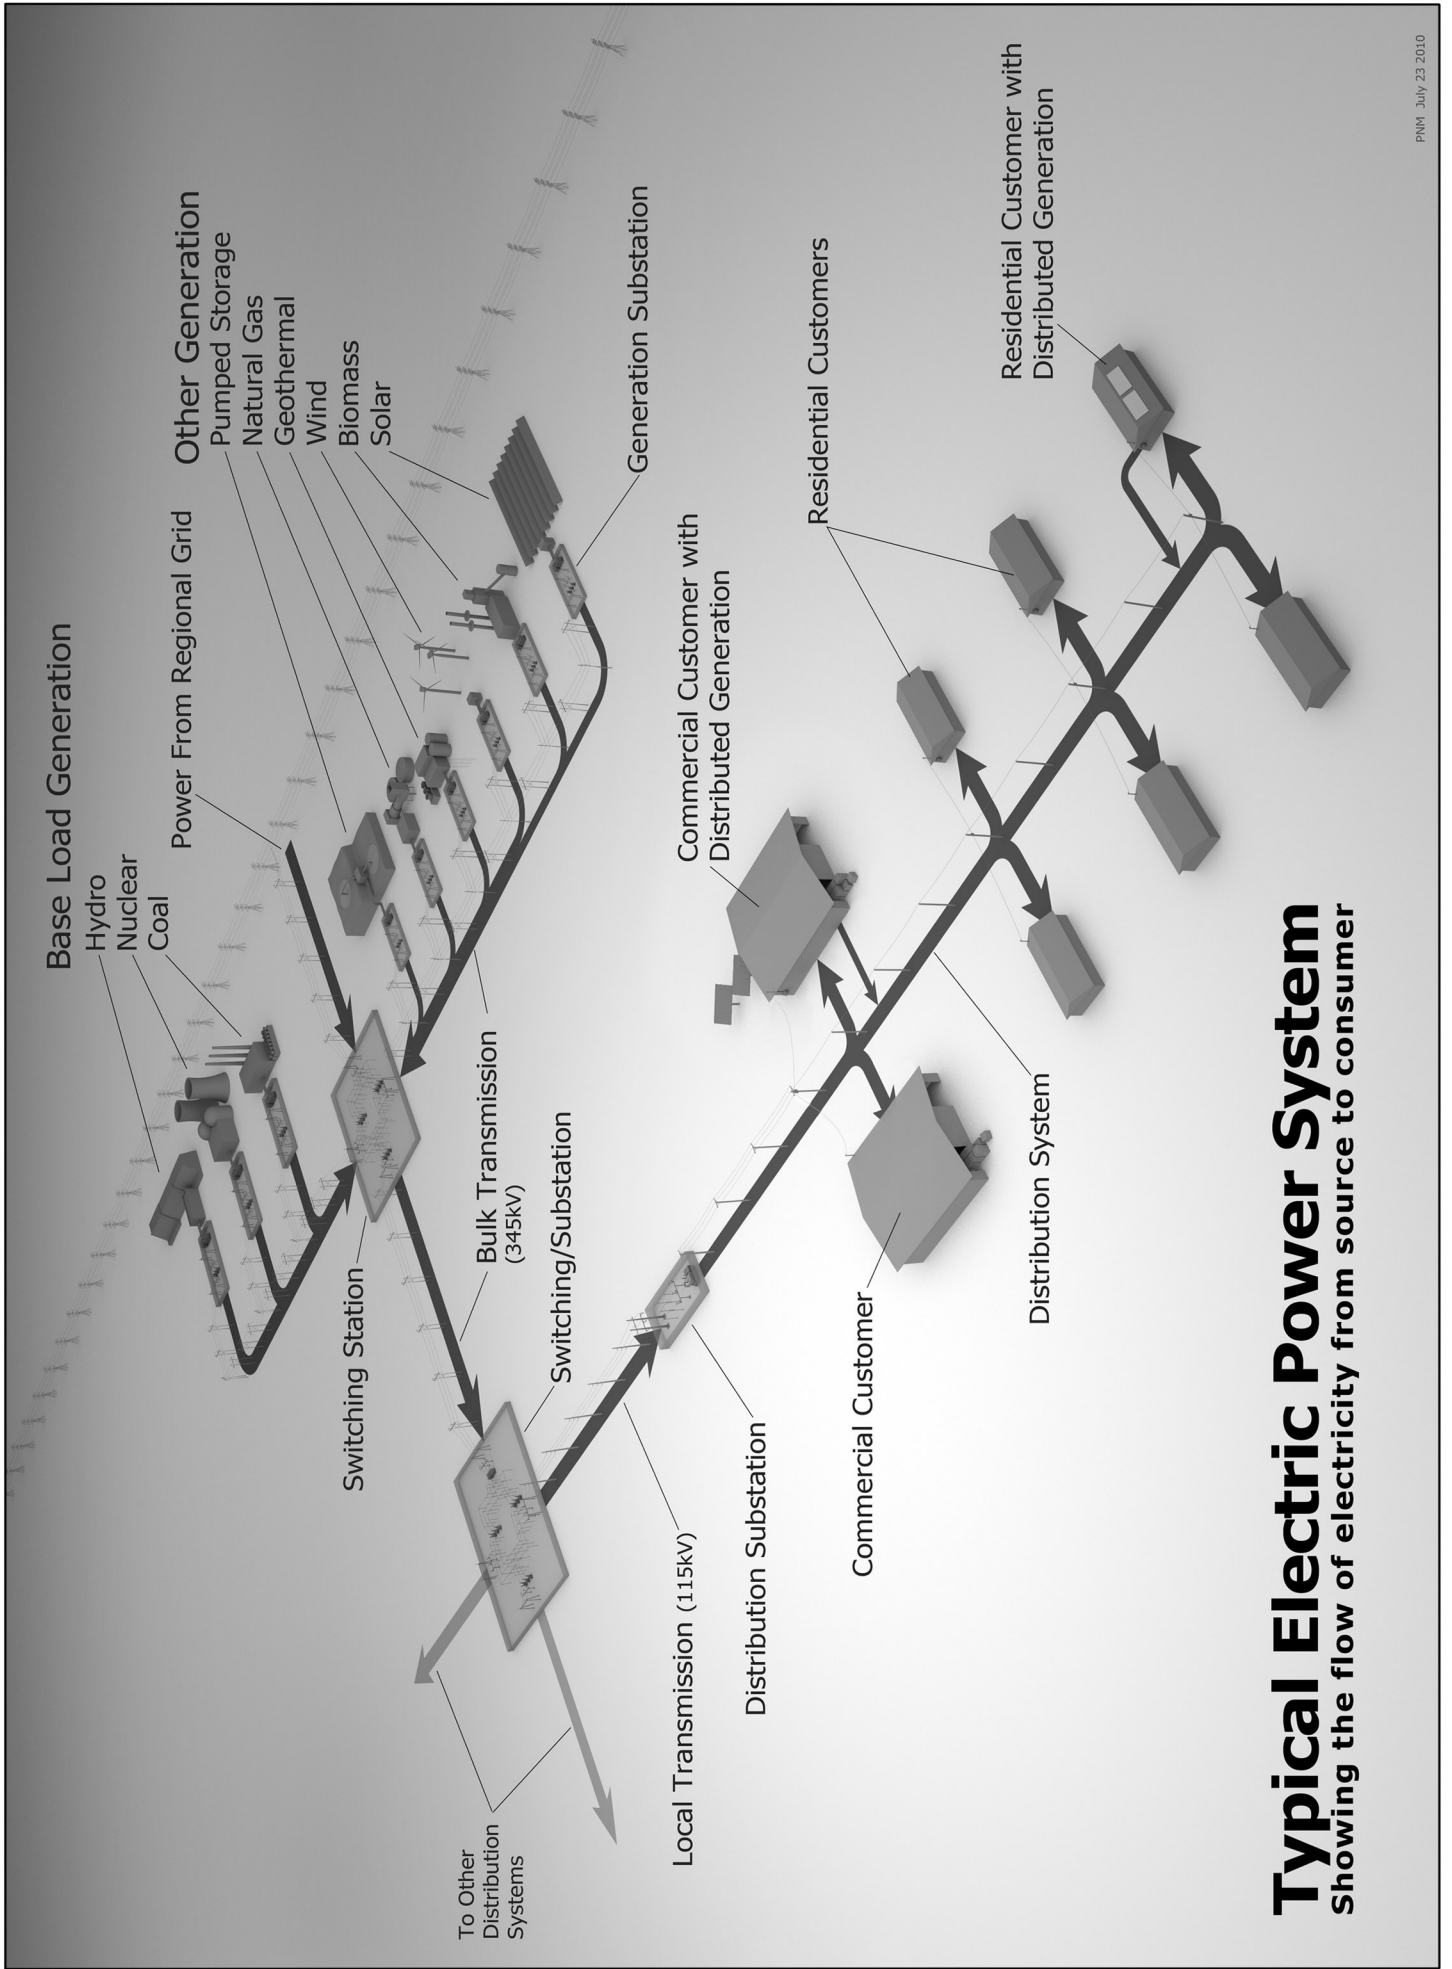 Base Load Generation
Hydro
Nuclear
Coal
Power From Regional Grid
Other Generation
Pumped Storage
Natural Gas
Geothermal
Wind
Biomass
Solar
Generation Substation
Switching Station
Bulk Transmission
(345kV)
Switching/Substation
To Other
Distribution
Systems
Local Transmission (115kV)
Distribution Substation
Commercial Customer with
Distributed Generation
Commercial Customer
Residential Customers
Distribution System
Residential Customer with
Distributed Generation
Typical Electric Power System
Showing the flow of electricity from source to consumer
PNM July 23 2010